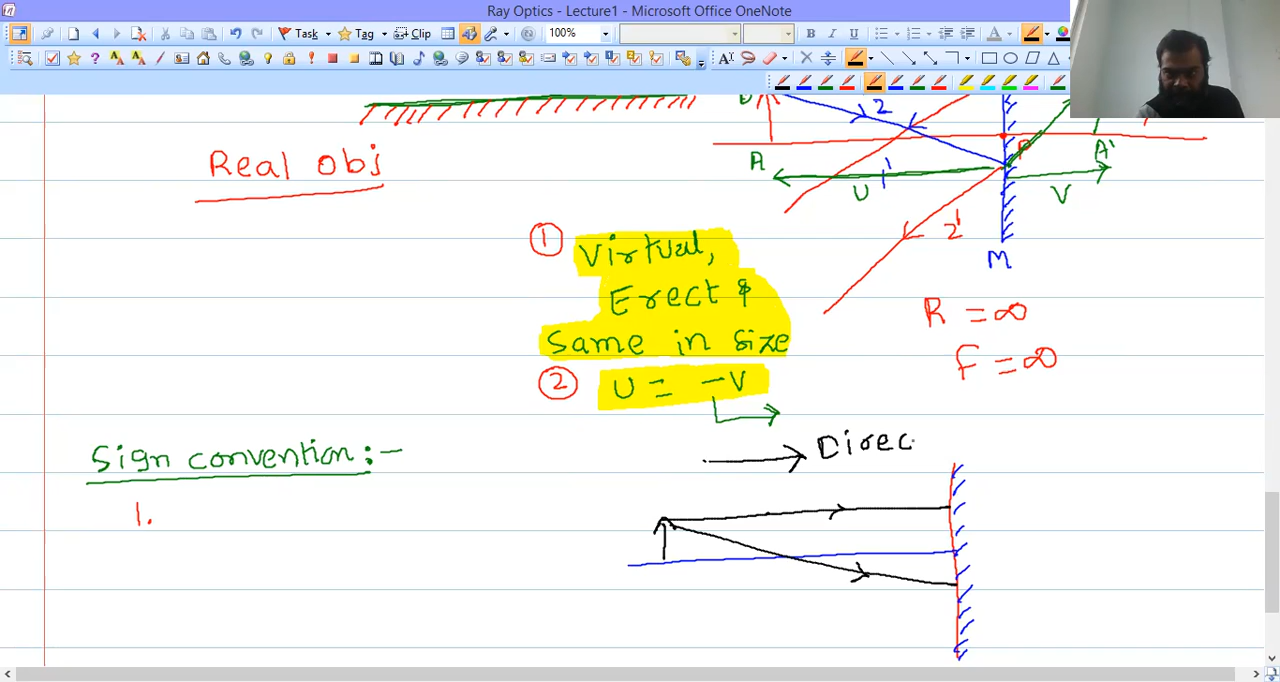 Ray Optics - Lecture1 - Microsoft Office OneNote
Task
Tag
Clip
100%
B I U
A
2
P
A
A'
1'
U
V
Real Obj
2'
M
① Virtual,
Erect &
Same in size
② U = -V
R = ∞
F = ∞
Sign convention :-
Direc
1.